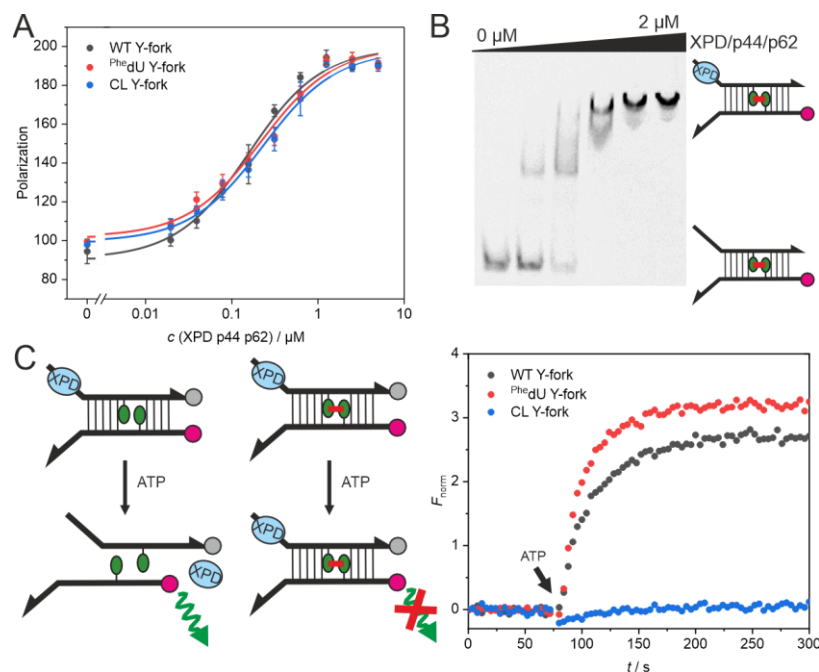 A
WT Y-fork
PhedU Y-fork
CL Y-fork
Polarization
200
180
160
140
120
100
80
0
0.01
0.1
1
10
c (XPD p44 p62) / µM
B
0 µM
2 µM
XPD/p44/p62
XPD
C
XPD
XPD
ATP
ATP
XPD
XPD
WT Y-fork
PhedU Y-fork
CL Y-fork
Fnorm
4
3
2
1
0
ATP
0
50
100
150
200
250
300
t / s